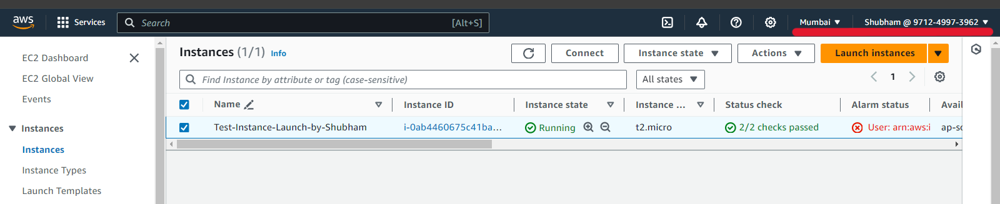 aws Services Search [Alt+S] Mumbai Shubham @ 9712-4997-3962
EC2 Dashboard
EC2 Global View
Events
Instances
Instances
Instance Types
Launch Templates
Instances (1/1) Info Connect Instance state Actions Launch instances
Find Instance by attribute or tag (case-sensitive) All states 1
Name Instance ID Instance state Instance ... Status check Alarm status Avail
Test-Instance-Launch-by-Shubham i-0ab4460675c41ba... Running t2.micro 2/2 checks passed User: arn:aws:i